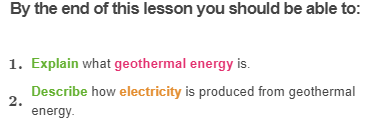 By the end of this lesson you should be able to:
1. Explain what geothermal energy is.
2. Describe how electricity is produced from geothermal
energy.